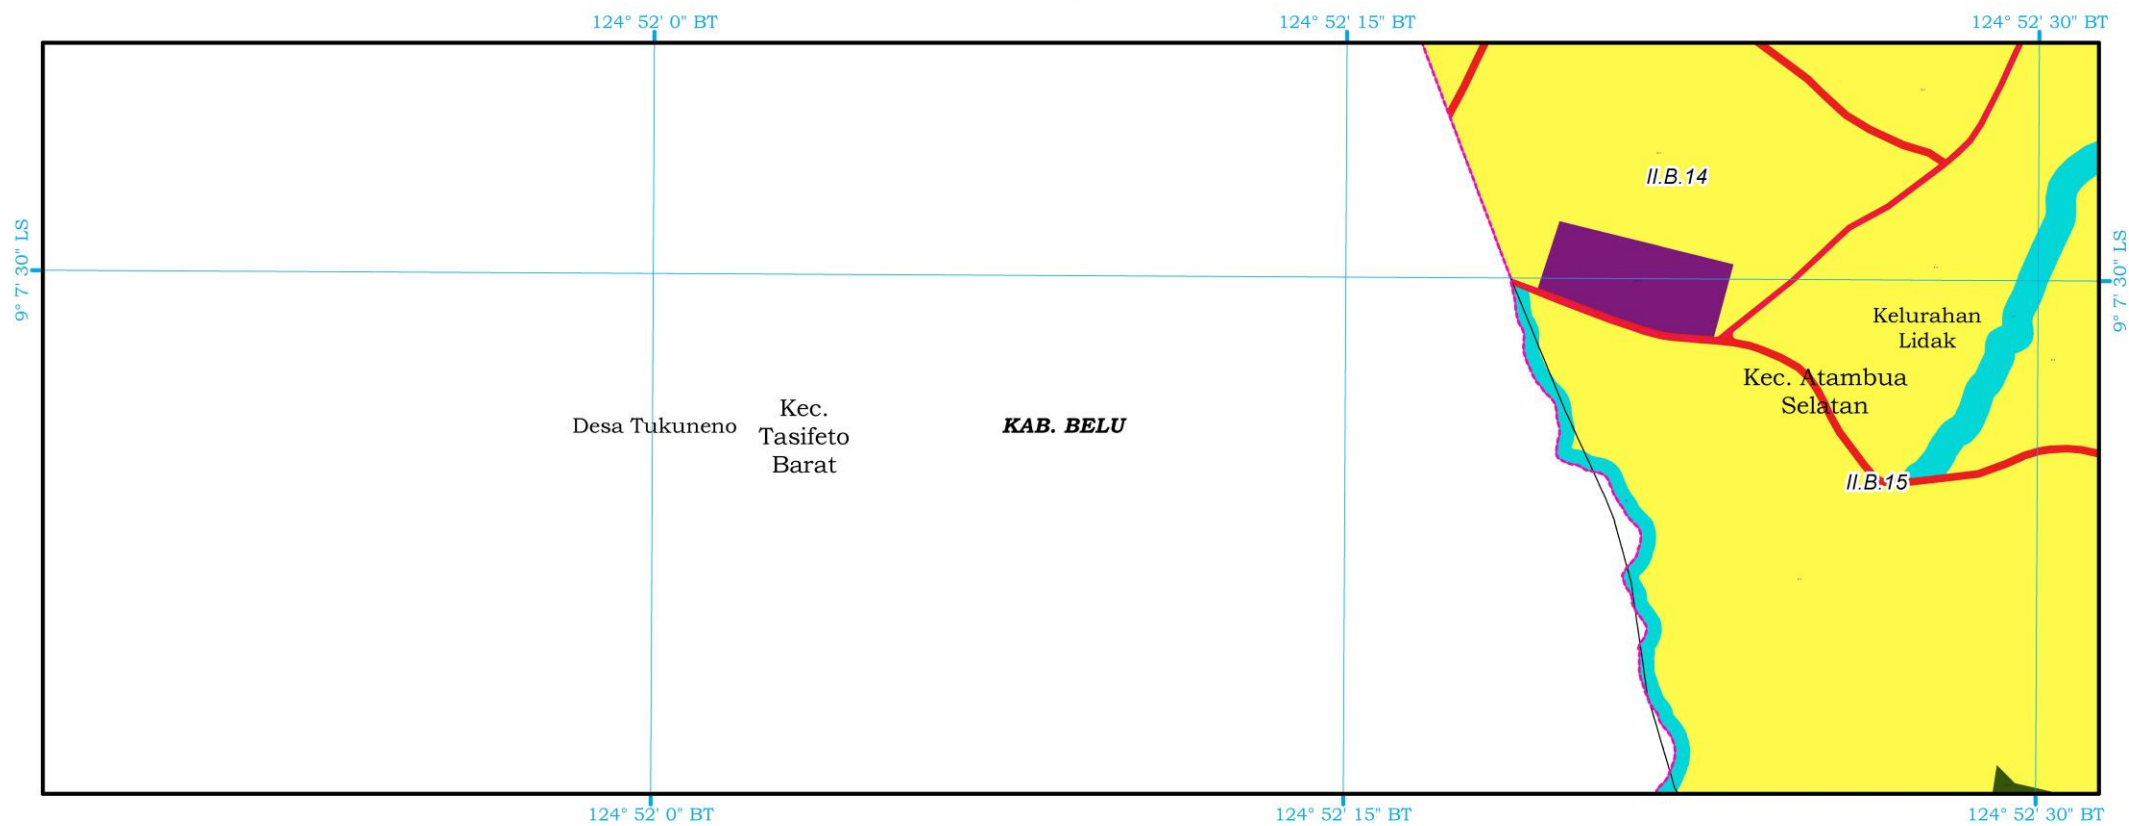 124° 52' 0" BT
124° 52' 15" BT
124° 52' 30" BT
9° 7' 30" LS
9° 7' 30" LS
II.B.14
Kelurahan
Lidak
Kec. Atambua
Selatan
Desa Tukuneno
Kec.
Tasifeto
Barat
KAB. BELU
II.B.15
124° 52' 0" BT
124° 52' 15" BT
124° 52' 30" BT